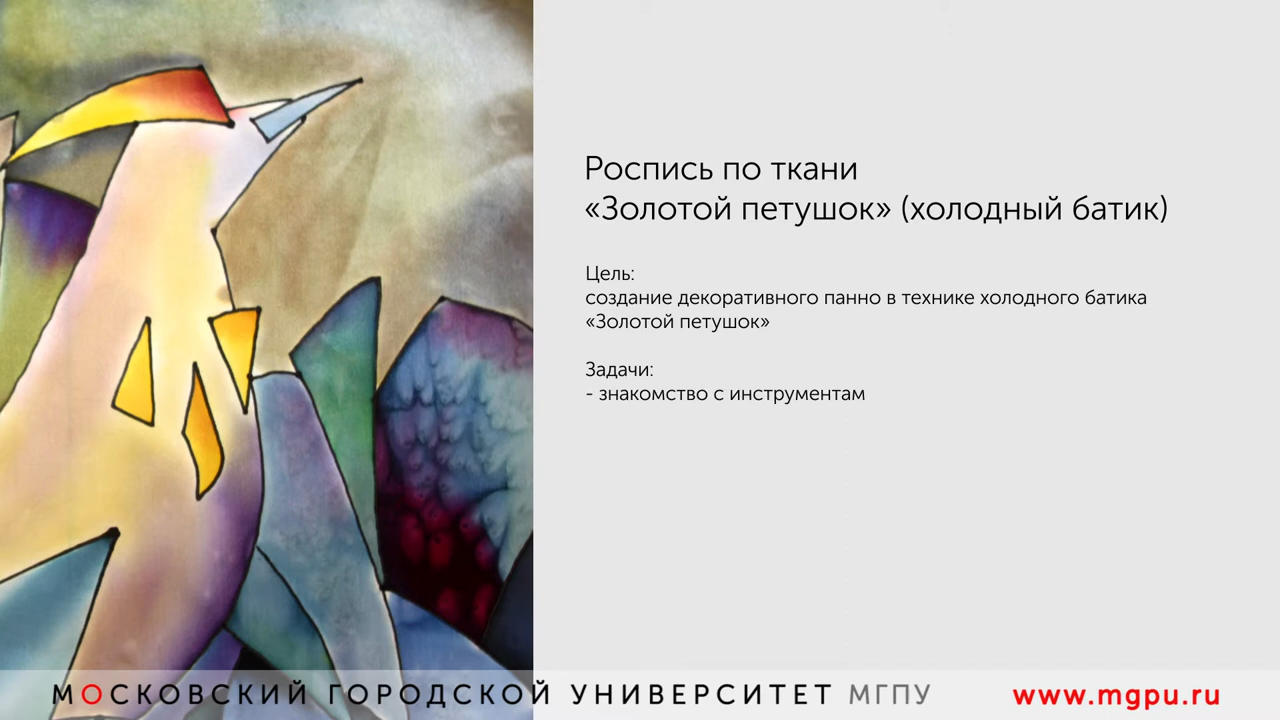 Роспись по ткани
«Золотой петушок» (холодный батик)
Цель:
создание декоративного панно в технике холодного батика
«Золотой петушок»
Задачи:
- знакомство с инструментам
МОСКОВСКИЙ ГОРОДСКОЙ УНИВЕРСИТЕТ МГПУ
www.mgpu.ru